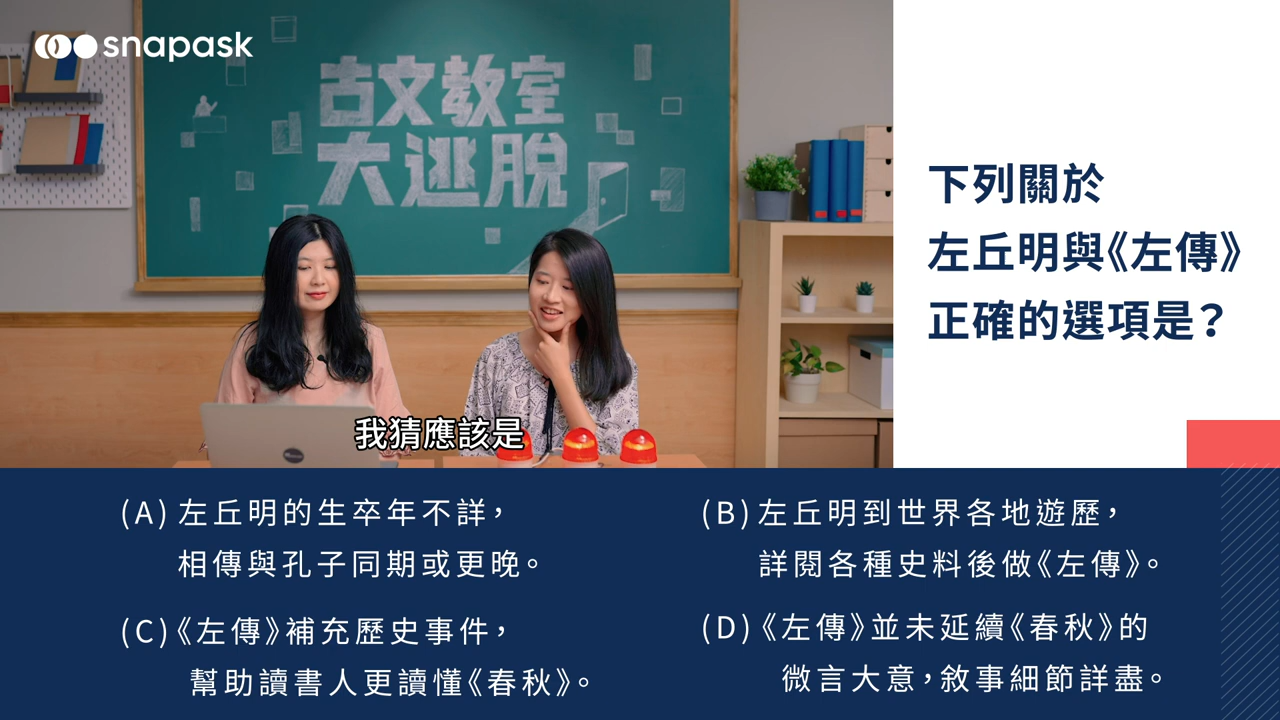 snapask
古文教室
大逃脫
下列關於
左丘明與《左傳》
正確的選項是？
我猜應該是
(A) 左丘明的生卒年不詳，
相傳與孔子同期或更晚。
(B) 左丘明到世界各地遊歷，
詳閱各種史料後做《左傳》。
(C)《左傳》補充歷史事件，
幫助讀書人更讀懂《春秋》。
(D)《左傳》並未延續《春秋》的
微言大意，敘事細節詳盡。